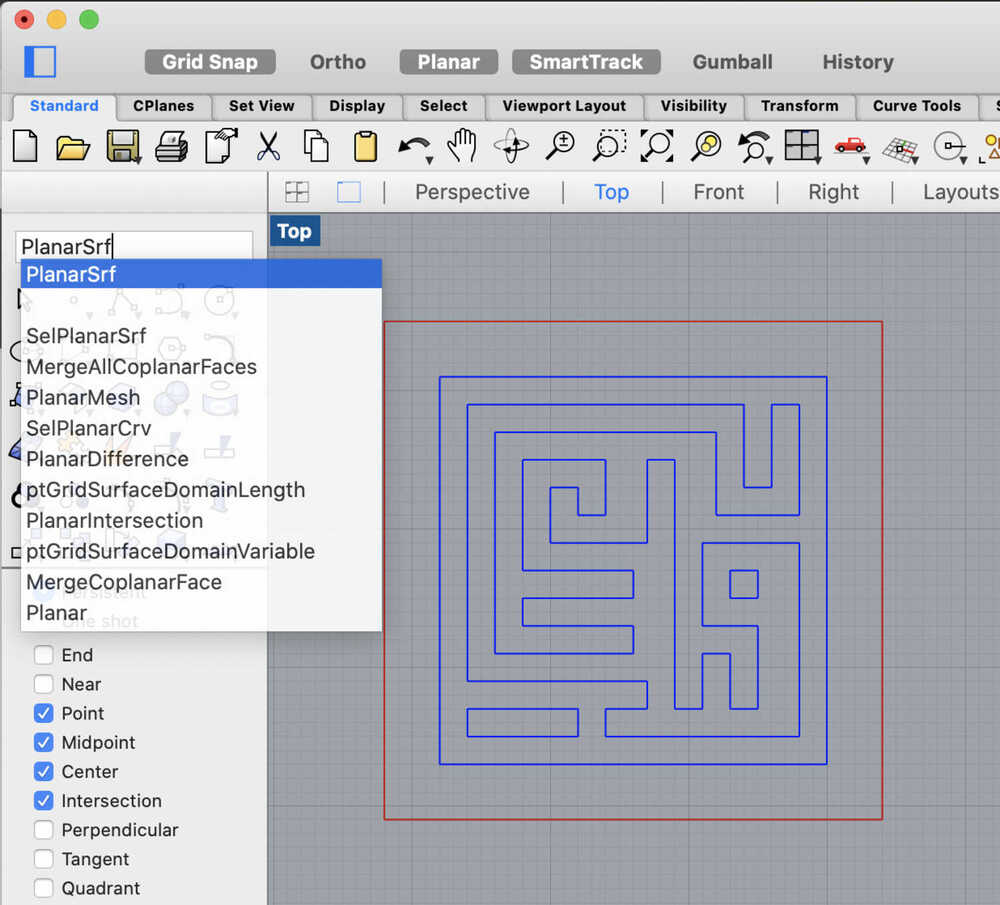 Grid Snap Ortho Planar SmartTrack Gumball History
Standard CPlanes Set View Display Select Viewport Layout Visibility Transform Curve Tools
Perspective Top Front Right Layouts
Top
PlanarSrf
PlanarSrf
SelPlanarSrf
MergeAllCoplanarFaces
PlanarMesh
SelPlanarCrv
PlanarDifference
ptGridSurfaceDomainLength
PlanarIntersection
ptGridSurfaceDomainVariable
MergeCoplanarFace
Persistent
Planar
One shot
End
Near
Point
Midpoint
Center
Intersection
Perpendicular
Tangent
Quadrant